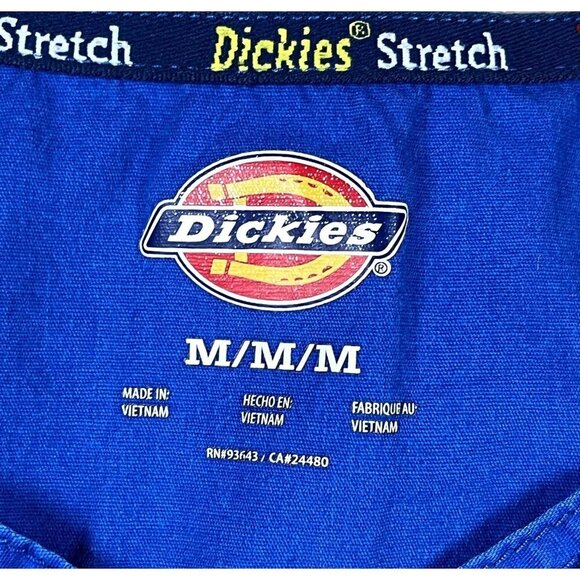 Stretch Dickies® Stretch
Dickies®
M/M/M
MADE IN: VIETNAM
HECHO EN: VIETNAM
FABRIQUE AU: VIETNAM
RN#93643 / CA#24480